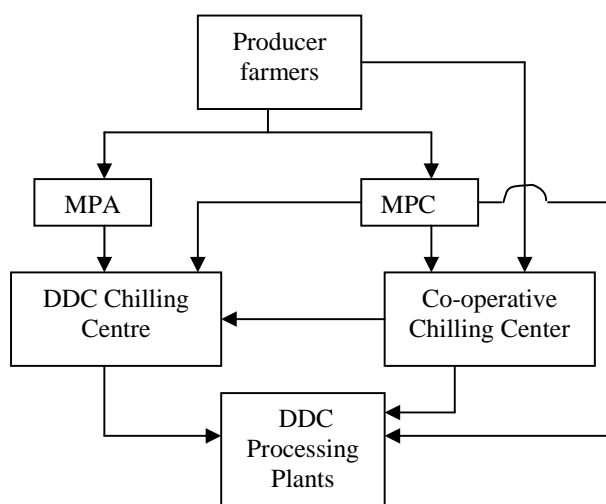 Producer
farmers
MPA
MPC
DDC Chilling
Centre
Co-operative
Chilling Center
DDC
Processing
Plants